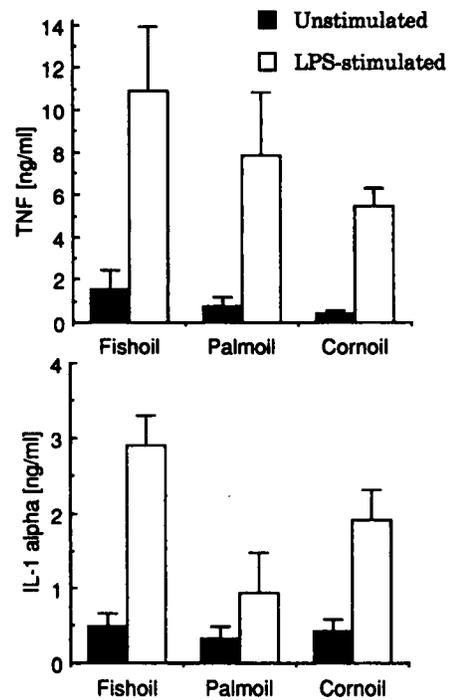 Unstimulated
LPS-stimulated
14
12
10
8
6
4
2
0
TNF [ng/ml]
Fishoil Palmoil Cornoil
4
3
2
1
0
IL-1 alpha [ng/ml]
Fishoil Palmoil Cornoil